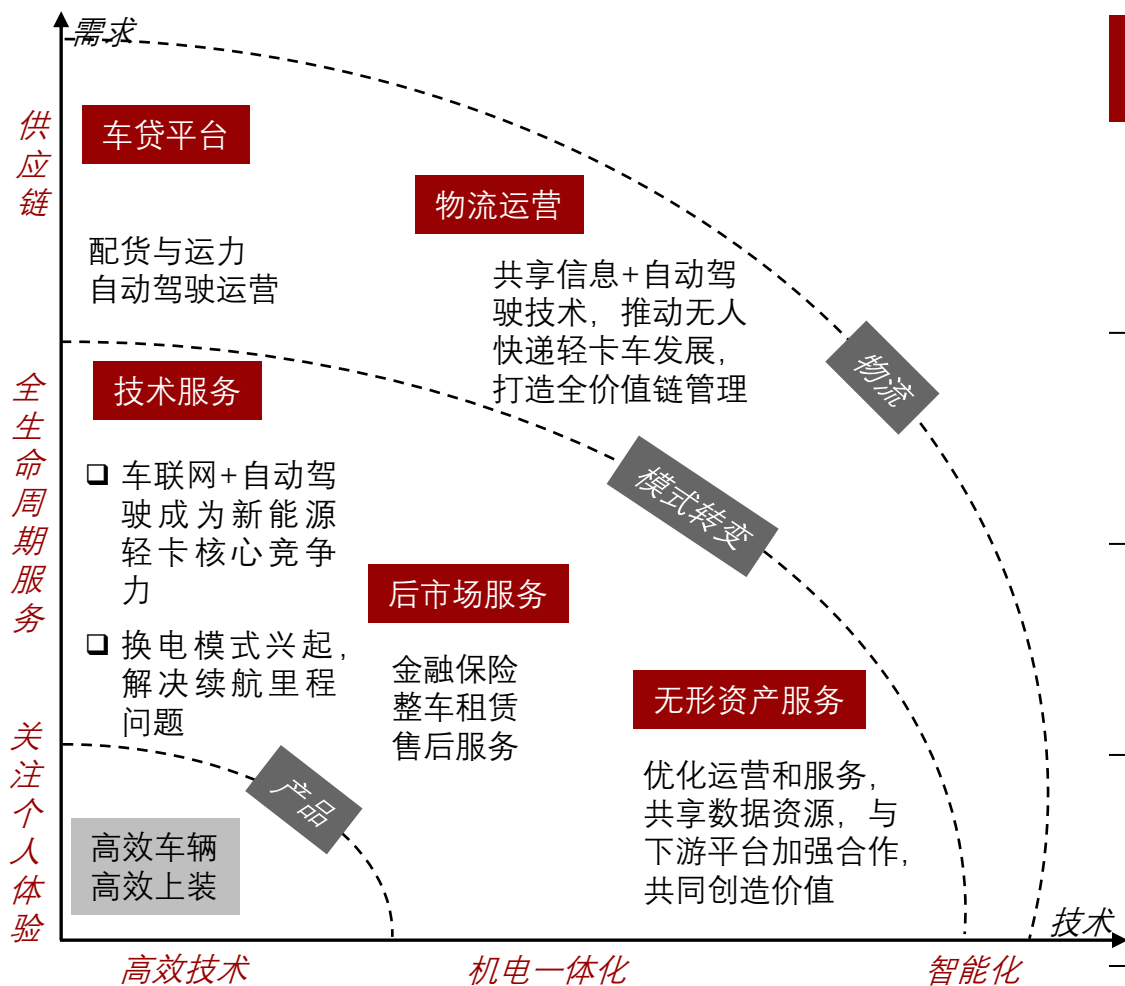 需求
供应链
车贷平台
配货与运力
自动驾驶运营
物流运营
共享信息+自动驾
驶技术，推动无人
快递轻卡车发展，
打造全价值链管理
物流
全生命周期服务
技术服务
❑ 车联网+自动驾
驶成为新能源
轻卡核心竞争
力
❑ 换电模式兴起，
解决续航里程
问题
模式转变
后市场服务
金融保险
整车租赁
售后服务
无形资产服务
优化运营和服务，
共享数据资源，与
下游平台加强合作，
共同创造价值
关注个人体验
产品
高效车辆
高效上装
技术
高效技术
机电一体化
智能化